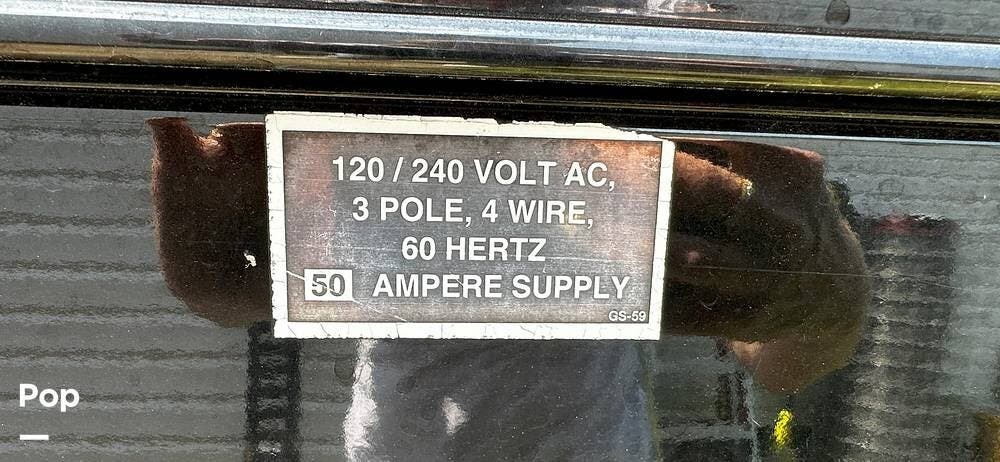 120 / 240 VOLT AC,
3 POLE, 4 WIRE,
60 HERTZ
50 AMPERE SUPPLY
GS-59
Pop